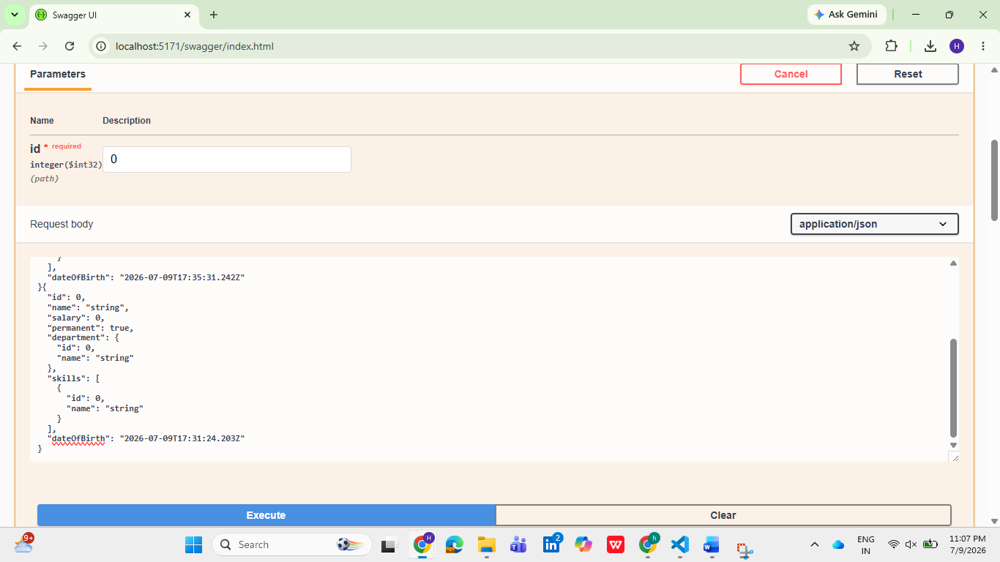 Swagger UI
Ask Gemini
localhost:5171/swagger/index.html
H
Parameters
Cancel
Reset
Name
Description
id * required
integer($int32)
(path)
0
Request body
application/json
}
],
"dateOfBirth": "2026-07-09T17:35:31.242Z"
}{
"id": 0,
"name": "string",
"salary": 0,
"permanent": true,
"department": {
"id": 0,
"name": "string"
},
"skills": [
{
"id": 0,
"name": "string"
}
],
"dateOfBirth": "2026-07-09T17:31:24.203Z"
}
Execute
Clear
9+
Search
H
2
h
ENG
IN
11:07 PM
7/9/2026